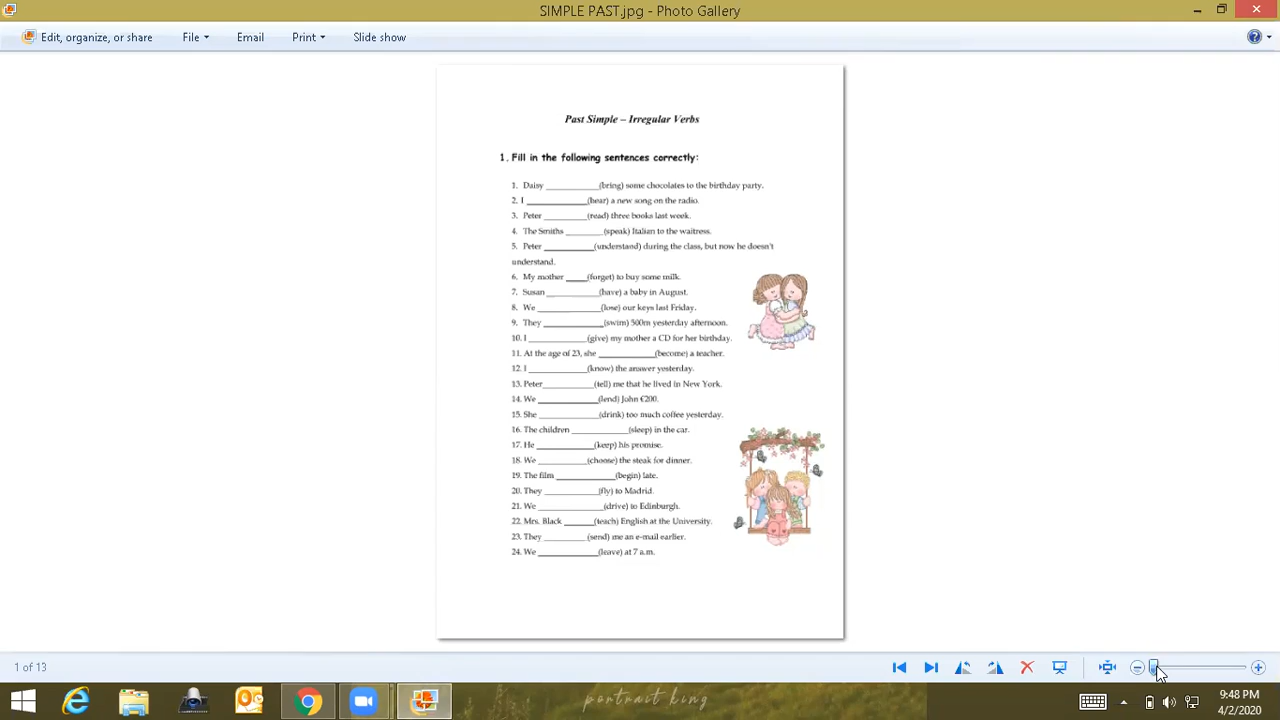 SIMPLE PAST.jpg - Photo Gallery
Edit, organize, or share File Email Print Slide show
Past Simple – Irregular Verbs
1. Fill in the following sentences correctly:
1. Daisy __________(bring) some chocolates to the birthday party.
2. I ____________(hear) a new song on the radio.
3. Peter ________(read) three books last week.
4. The Smiths _______(speak) Italian to the waitress.
5. Peter __________(understand) during the class, but now he doesn't
understand.
6. My mother ____(forget) to buy some milk.
7. Susan __________(have) a baby in August.
8. We ____________(lose) our keys last Friday.
9. They ____________(swim) 500m yesterday afternoon.
10. I ____________(give) my mother a CD for her birthday.
11. At the age of 23, she ___________(become) a teacher.
12. I ____________(know) the answer yesterday.
13. Peter__________(tell) me that he lived in New York.
14. We ____________(lend) John €200.
15. She ____________(drink) too much coffee yesterday.
16. The children ___________(sleep) in the car.
17. He ___________(keep) his promise.
18. We __________(choose) the steak for dinner.
19. The film ____________(begin) late.
20. They ___________(fly) to Madrid.
21. We _____________(drive) to Edinburgh.
22. Mrs. Black ______(teach) English at the University.
23. They ________ (send) me an e-mail earlier.
24. We ____________(leave) at 7 a.m.
1 of 13
portrait king
9:48 PM
4/2/2020